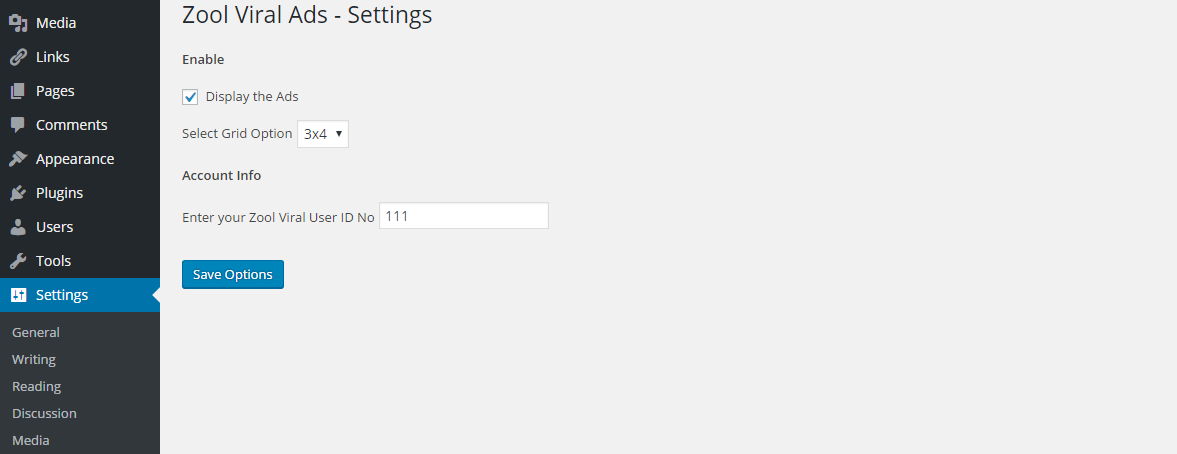 Media
Links
Pages
Comments
Appearance
Plugins
Users
Tools
Settings
General
Writing
Reading
Discussion
Media
Zool Viral Ads - Settings
Enable
Display the Ads
Select Grid Option 3x4
Account Info
Enter your Zool Viral User ID No 111
Save Options